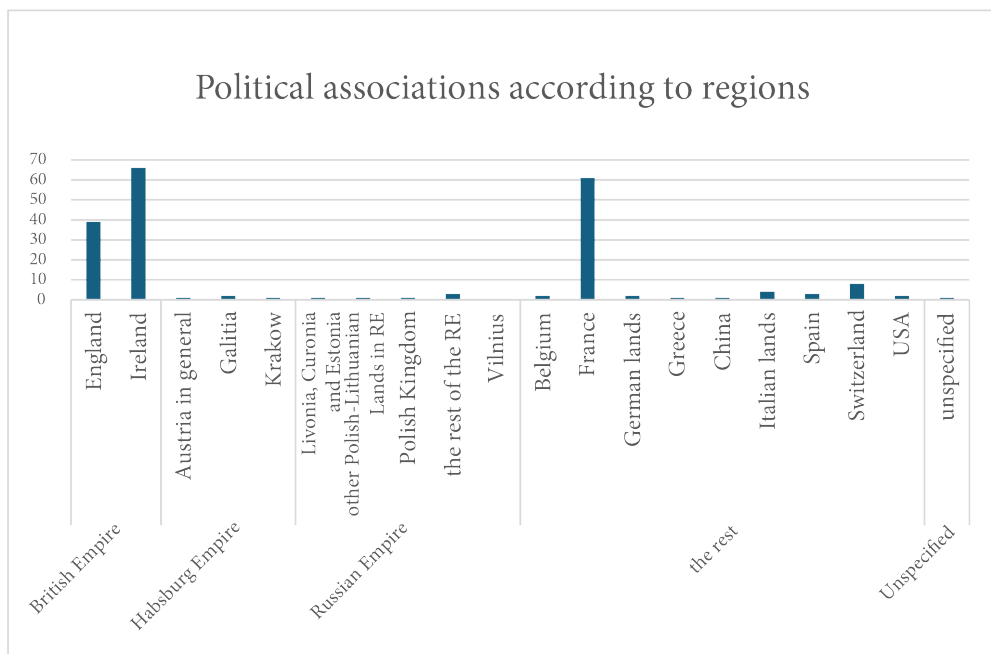 Political associations according to regions
70
60
50
40
30
20
10
0
England
Ireland
Austria in general
Galitia
Krakow
Livonia, Curonia
and Estonia
other Polish-Lithuanian
Lands in RE
Polish Kingdom
the rest of the RE
Vilnius
Belgium
France
German lands
Greece
China
Italian lands
Spain
Switzerland
USA
unspecified
British Empire
Habsburg Empire
Russian Empire
the rest
Unspecified